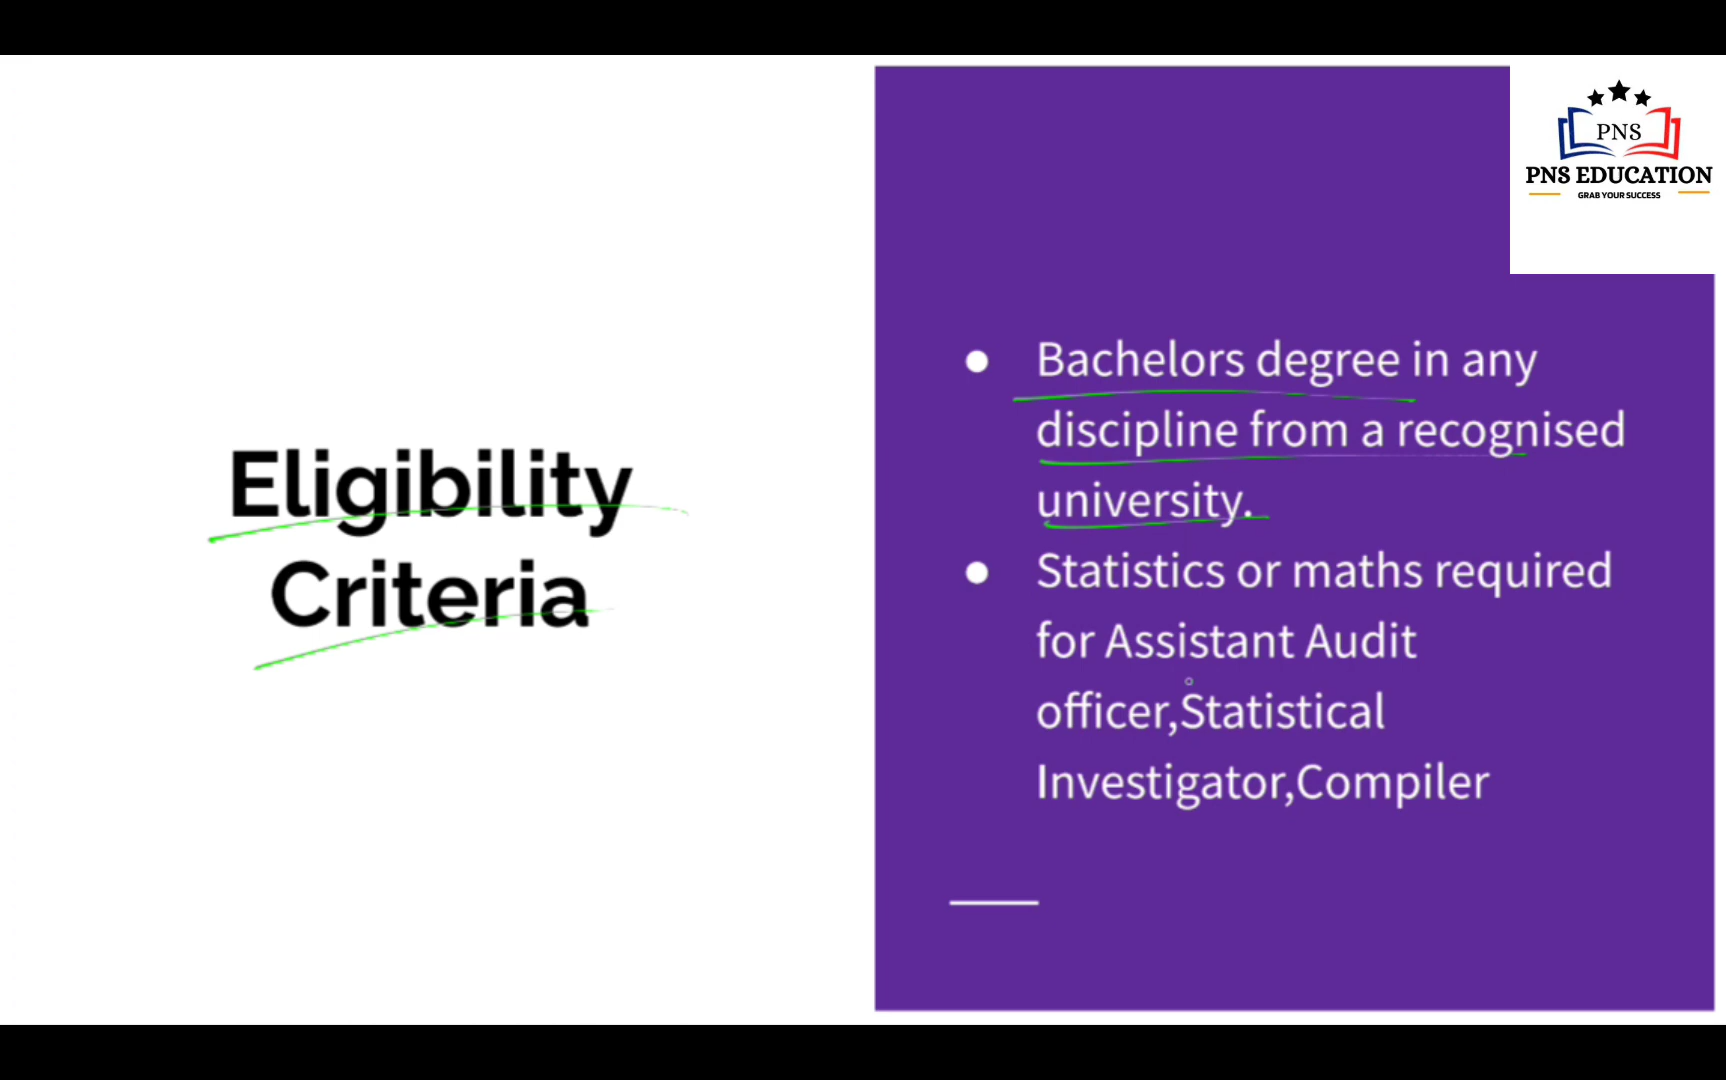 PNS
PNS EDUCATION
GRAB YOUR SUCCESS
Eligibility
Criteria
Bachelors degree in any
discipline from a recognised
university.
Statistics or maths required
for Assistant Audit
officer,Statistical
Investigator,Compiler